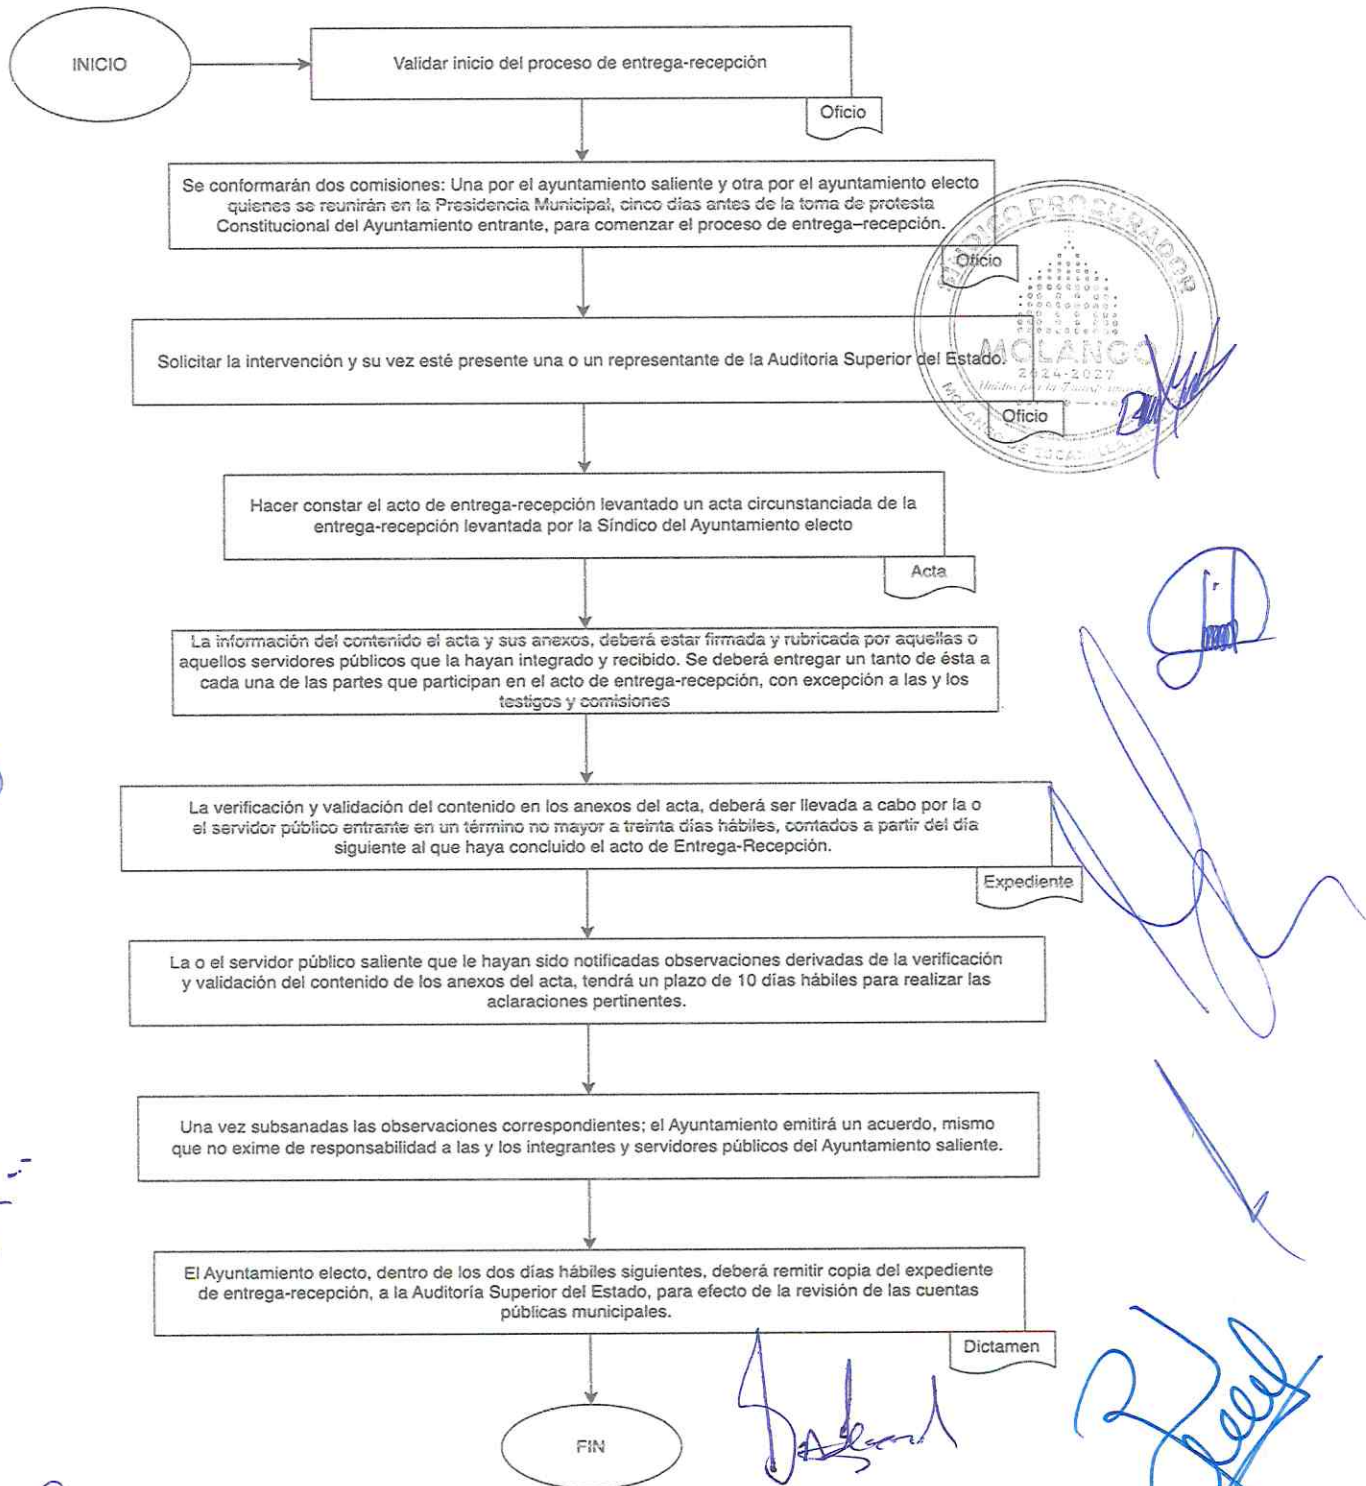 INICIO
Validar inicio del proceso de entrega-recepción
Oficio
Se conformarán dos comisiones: Una por el ayuntamiento saliente y otra por el ayuntamiento electo
quienes se reunirán en la Presidencia Municipal, cinco días antes de la toma de protesta
Constitucional del Ayuntamiento entrante, para comenzar el proceso de entrega–recepción.
Oficio
SÍNDICO PROCURADOR
MOLANGO
2024-2027
Solicitar la intervención y su vez esté presente una o un representante de la Auditoria Superior del Estado.
Oficio
Hacer constar el acto de entrega-recepción levantado un acta circunstanciada de la
entrega-recepción levantada por la Síndico del Ayuntamiento electo
Acta
La información del contenido el acta y sus anexos, deberá estar firmada y rubricada por aquellas o
aquellos servidores públicos que la hayan integrado y recibido. Se deberá entregar un tanto de ésta a
cada una de las partes que participan en el acto de entrega-recepción, con excepción a las y los
testigos y comisiones
La verificación y validación del contenido en los anexos del acta, deberá ser llevada a cabo por la o
el servidor público entrante en un término no mayor a treinta días hábiles, contados a partir del día
siguiente al que haya concluido el acto de Entrega-Recepción.
Expediente
La o el servidor público saliente que le hayan sido notificadas observaciones derivadas de la verificación
y validación del contenido de los anexos del acta, tendrá un plazo de 10 días hábiles para realizar las
aclaraciones pertinentes.
Una vez subsanadas las observaciones correspondientes; el Ayuntamiento emitirá un acuerdo, mismo
que no exime de responsabilidad a las y los integrantes y servidores públicos del Ayuntamiento saliente.
El Ayuntamiento electo, dentro de los dos días hábiles siguientes, deberá remitir copia del expediente
de entrega-recepción, a la Auditoría Superior del Estado, para efecto de la revisión de las cuentas
públicas municipales.
Dictamen
FIN